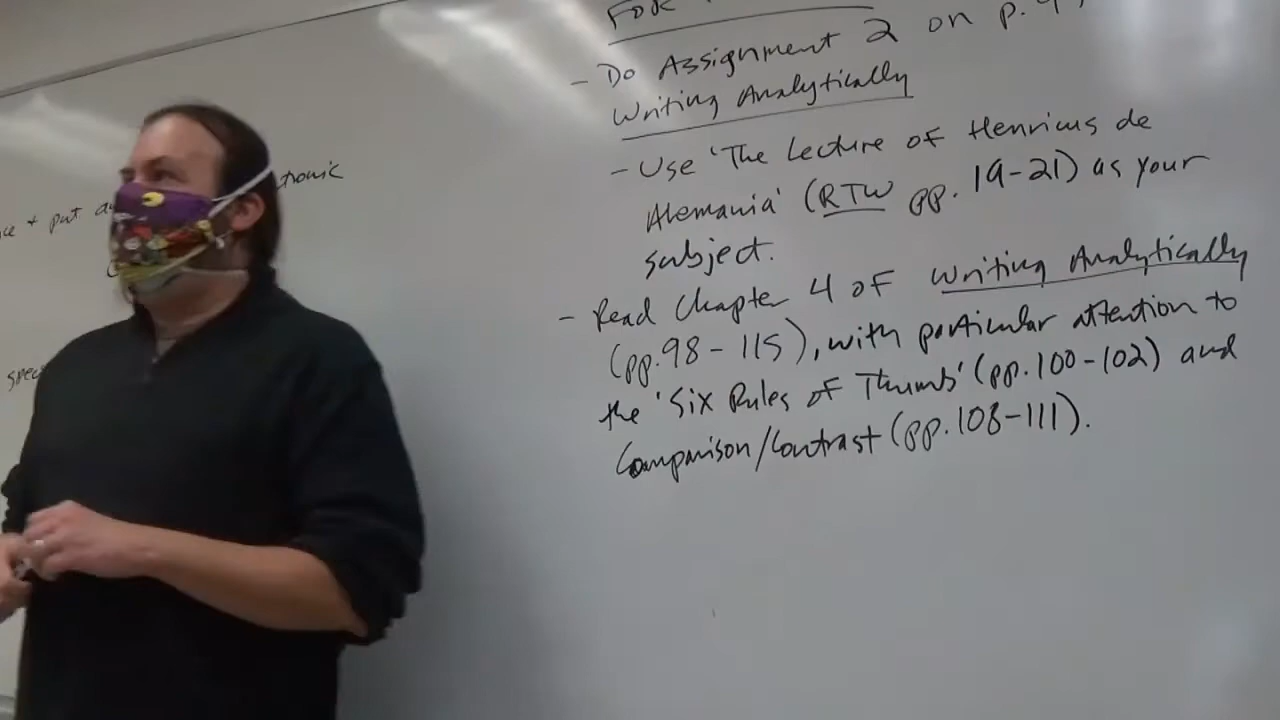 For
- Do Assignment 2 on p.
Writing Analytically
- Use 'The Lecture of Henricus de
Alemania' (RTW pp. 19-21) as your
subject.
- Read Chapter 4 of Writing Analytically
(pp. 98-115), with particular attention to
the 'Six Rules of Thumb' (pp. 100-102) and
Comparison/Contrast (pp. 108-111).
tronic
+ put
spec